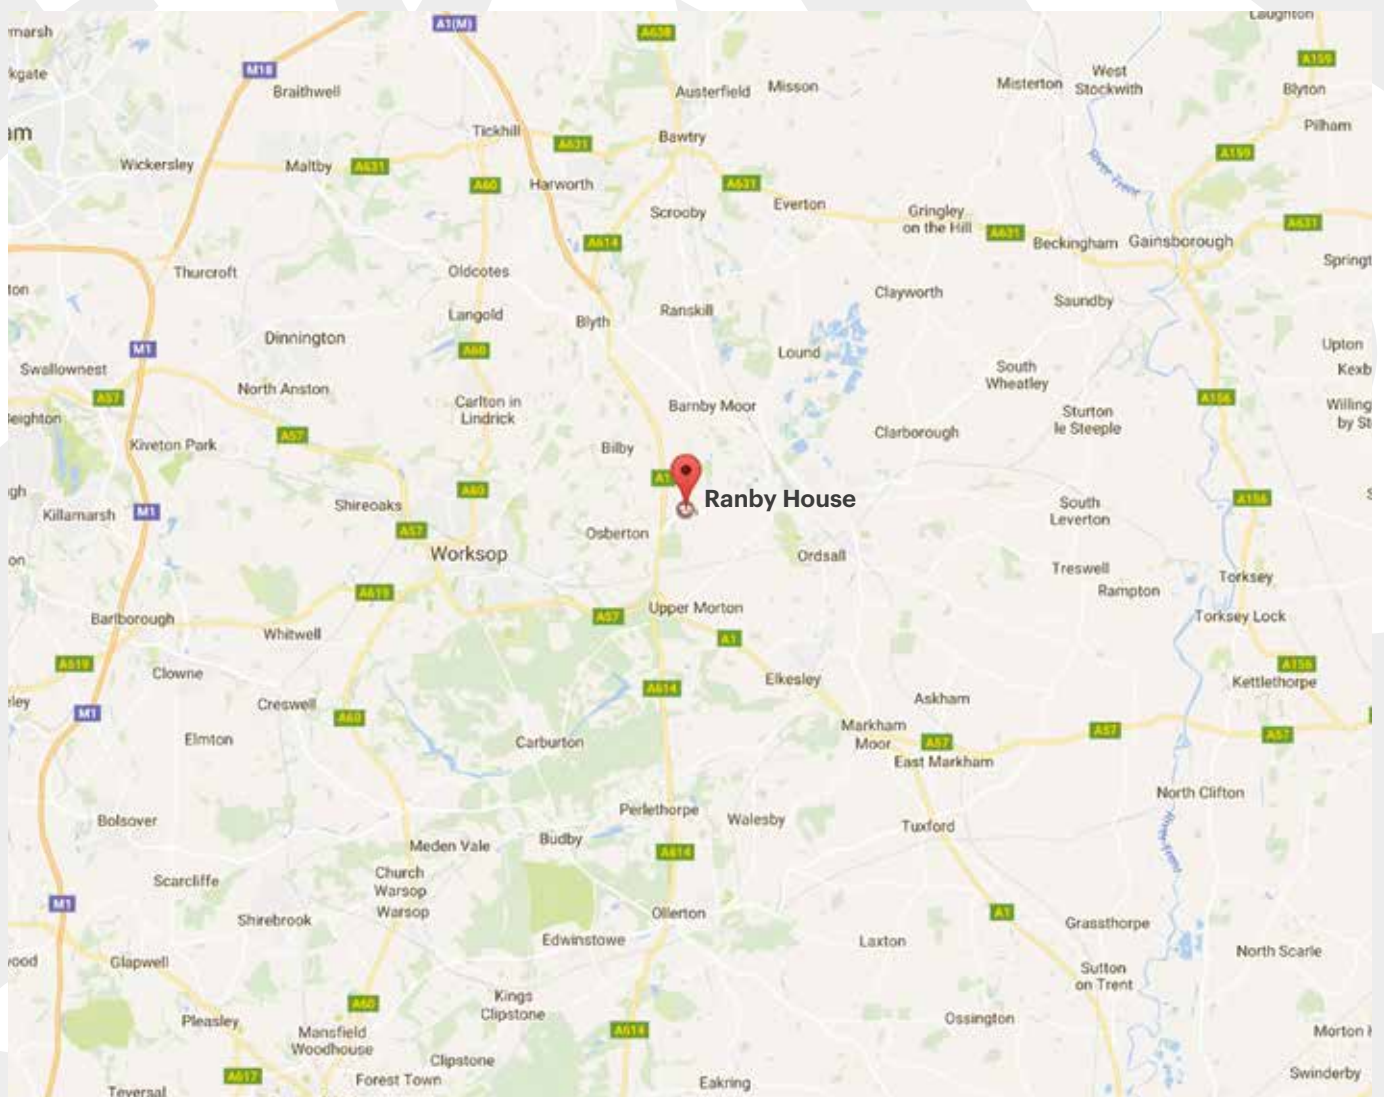 Laughton
A1(M)
A638
A159
M18
West
Stockwith
Misterton
Braithwell
Austerfield
Misson
Blyton
Tickhill
Bawtry
Pilham
A631
A159
Wickersley
Maltby
A631
A60
Harworth
A631
River Trent
Everton
Scrooby
Gringley
on the Hill
A631
A631
A614
Beckingham
Gainsborough
Thurcroft
Oldcotes
Clayworth
Saundby
Langold
Blyth
Ranskill
Dinnington
M1
A60
Lound
Upton
Swallownest
South
Wheatley
North Anston
A57
A156
Carlton in
Lindrick
Barnby Moor
Sturton
le Steeple
A57
Clarborough
Kiveton Park
Bilby
A1
A60
Ranby House
A156
Shireoaks
South
Leverton
Killamarsh
M1
A57
Osberton
Worksop
Ordsall
Treswell
Torksey
Rampton
A619
Upper Morton
Barlborough
A57
Torksey Lock
Whitwell
A1
A619
Clowne
A156
Elkesley
Kettlethorpe
A614
Creswell
Askham
M1
A60
Markham
Moor
A57
A57
A57
Elmton
Carburton
East Markham
North Clifton
Perlethorpe
Walesby
Bolsover
Tuxford
Budby
Meden Vale
A614
River Trent
Church
Warsop
Scarcliffe
Warsop
M1
Shirebrook
Ollerton
A1
Grassthorpe
Edwinstowe
Laxton
North Scarle
Glapwell
Sutton
on Trent
Kings
Clipstone
A60
Pleasley
Ossington
Mansfield
Woodhouse
A614
Clipstone
A617
Forest Town
Eakring
Swinderby
Teversal